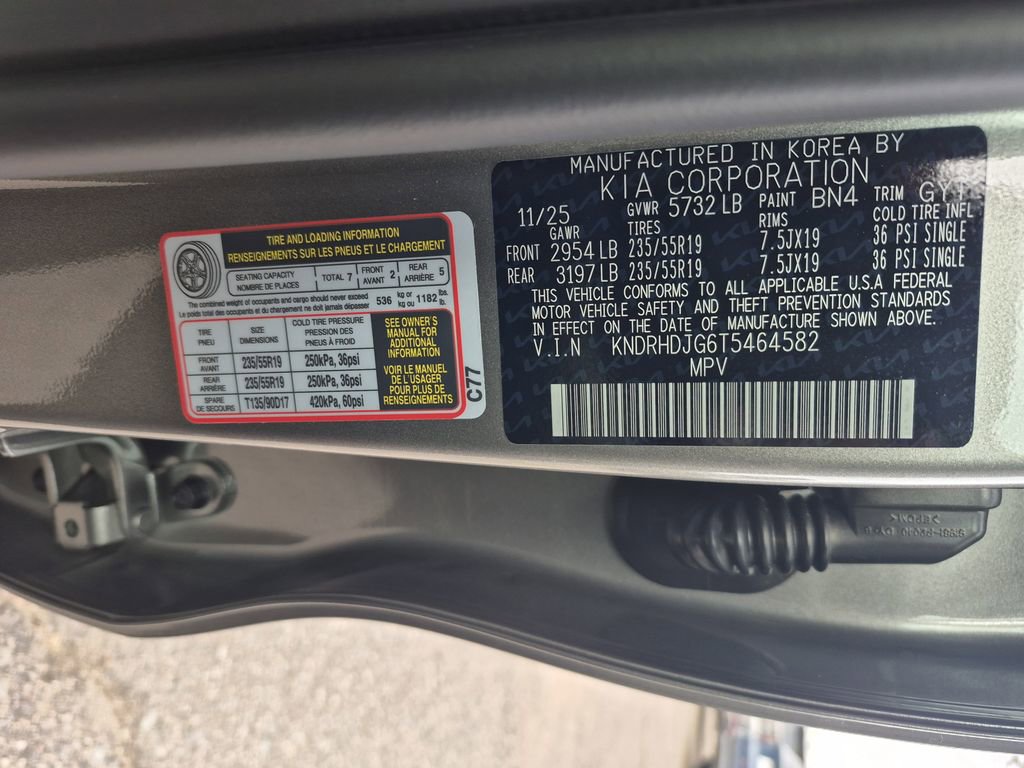 TIRE AND LOADING INFORMATION
RENSEIGNEMENTS SUR LES PNEUS ET LE CHARGEMENT
SEATING CAPACITY
NOMBRE DE PLACES
TOTAL 7
FRONT
AVANT 2
REAR
ARRIÈRE 5
The combined weight of occupants and cargo should never exceed
Le poids total des occupants et du chargement ne doit jamais dépasser
536 kg or
kg ou 1182 lbs.
lb.
TIRE
PNEU
SIZE
DIMENSIONS
COLD TIRE PRESSURE
PRESSION DES
PNEUS À FROID
FRONT
AVANT
235/55R19
250kPa, 36psi
REAR
ARRIÈRE
235/55R19
250kPa, 36psi
SPARE
DE SECOURS
T135/90D17
420kPa, 60psi
SEE OWNER'S
MANUAL FOR
ADDITIONAL
INFORMATION
VOIR LE MANUEL
DE L'USAGER
POUR PLUS DE
RENSEIGNEMENTS
C77
MANUFACTURED IN KOREA BY
KIA CORPORATION
11/25 GVWR 5732 LB PAINT BN4 TRIM GYT
GAWR TIRES RIMS COLD TIRE INFL
FRONT 2954 LB 235/55R19 7.5JX19 36 PSI SINGLE
REAR 3197 LB 235/55R19 7.5JX19 36 PSI SINGLE
THIS VEHICLE CONFORMS TO ALL APPLICABLE U.S.A FEDERAL
MOTOR VEHICLE SAFETY AND THEFT PREVENTION STANDARDS
IN EFFECT ON THE DATE OF MANUFACTURE SHOWN ABOVE.
V.I.N KNDRHDJG6T5464582
MPV
>EPDM<